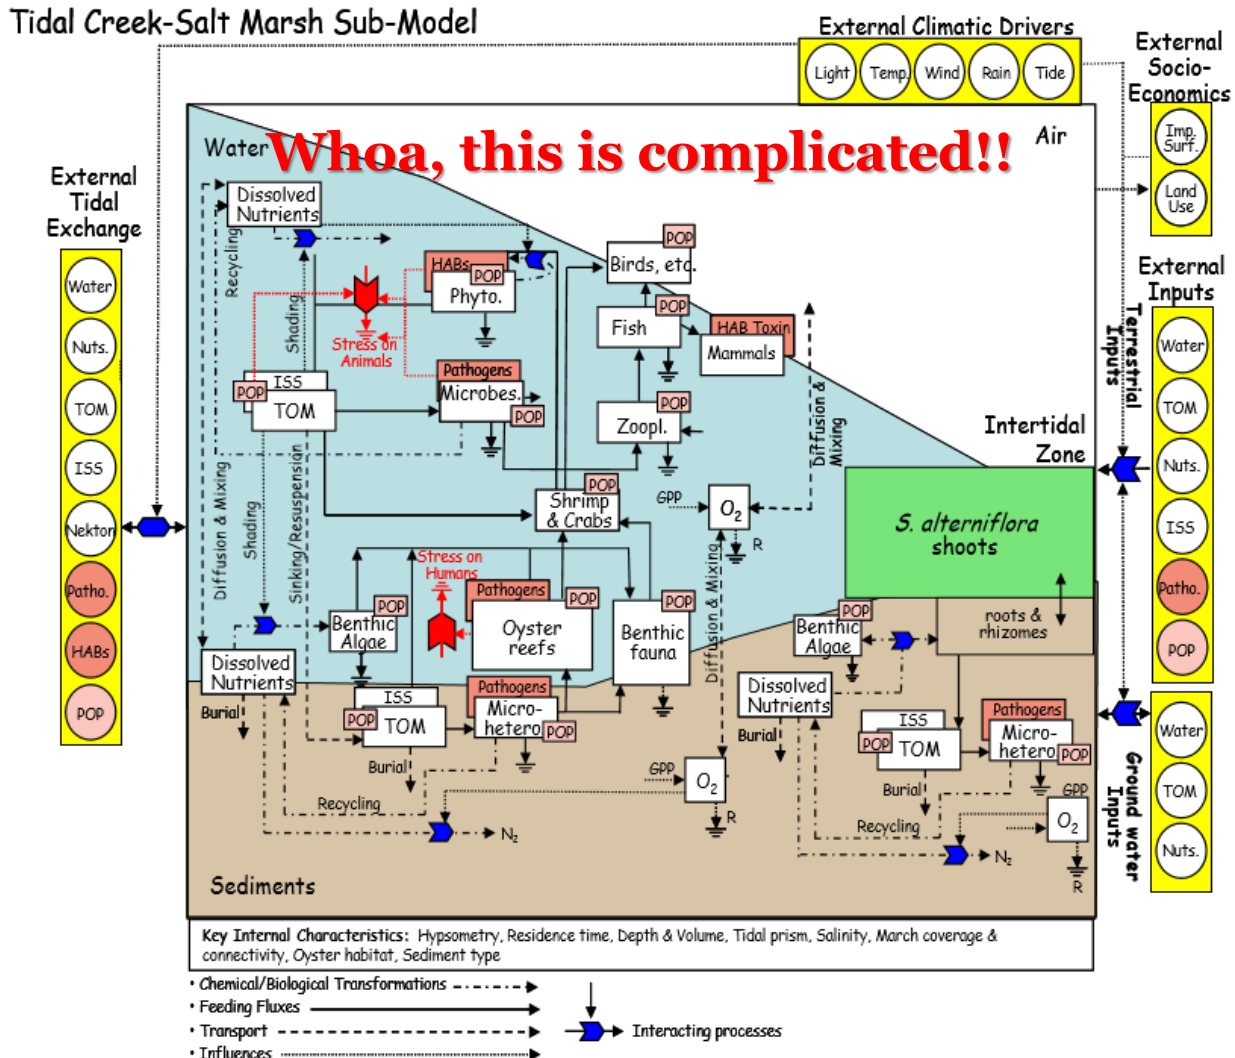 Tidal Creek-Salt Marsh Sub-Model
External Climatic Drivers
Light
Temp.
Wind
Rain
Tide
External
Socio-
Economics
Imp.
Surf.
Land
Use
External
Tidal
Exchange
Water
Nuts.
TOM
ISS
Nekton
Patho.
HABs
POP
Whoa, this is complicated!!
Water
Air
Dissolved
Nutrients
Recycling
Shading
HABs
POP
Phyto.
Stress on
Animals
POP
Birds, etc.
POP
Fish
HAB Toxin
Mammals
ISS
POP
TOM
Pathogens
Microbes.
POP
POP
Zoopl.
Diffusion &
Mixing
Intertidal
Zone
Diffusion & Mixing
Shading
Sinking/Resuspension
POP
Shrimp
& Crabs
GPP
O2
R
S. alterniflora
shoots
roots &
rhizomes
Stress on
Humans
POP
Benthic
Algae
Pathogens
POP
Oyster
reefs
POP
Benthic
fauna
Diffusion & Mixing
POP
Benthic
Algae
Dissolved
Nutrients
Burial
ISS
POP
TOM
Burial
Pathogens
Micro-
hetero
POP
Recycling
N2
GPP
O2
R
Dissolved
Nutrients
Burial
ISS
POP
TOM
Burial
Pathogens
Micro-
hetero
POP
Recycling
N2
GPP
O2
R
Sediments
External
Inputs
Terrestrial
Inputs
Water
TOM
Nuts.
ISS
Patho.
POP
Ground water
Inputs
Water
TOM
Nuts.
Key Internal Characteristics: Hypsometry, Residence time, Depth & Volume, Tidal prism, Salinity, March coverage &
connectivity, Oyster habitat, Sediment type
• Chemical/Biological Transformations
• Feeding Fluxes
• Transport
• Influences
Interacting processes